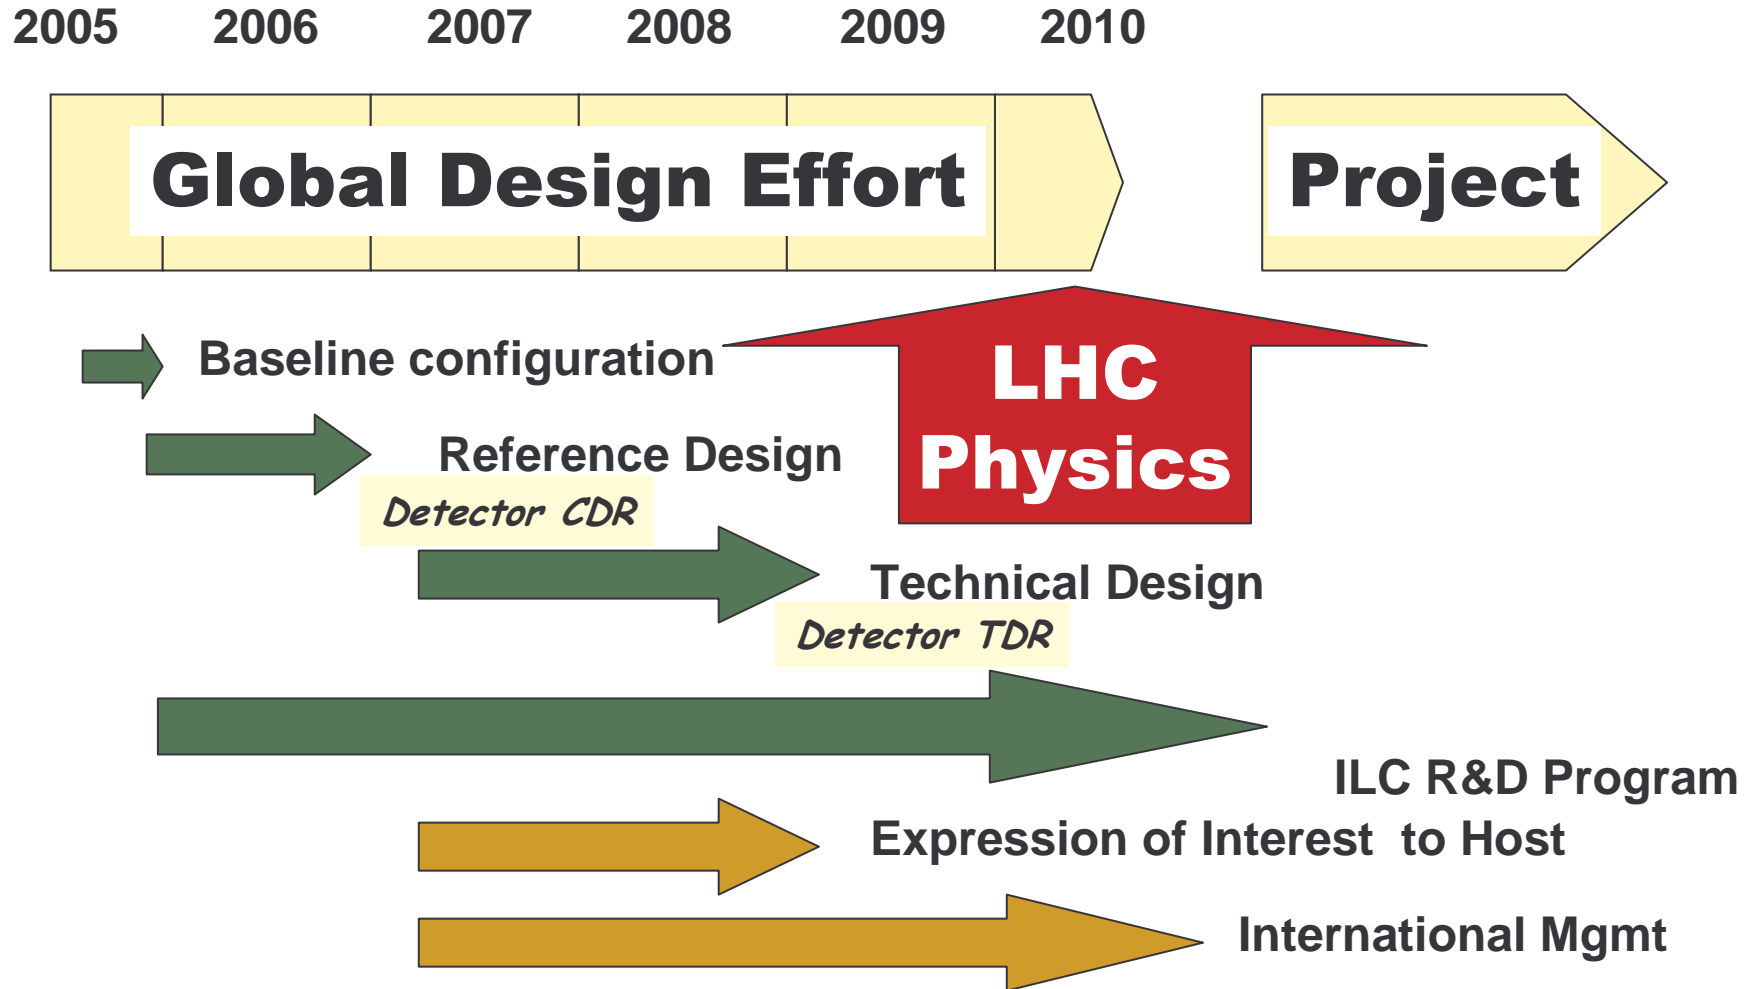 2005 2006 2007 2008 2009 2010
Global Design Effort
Project
Baseline configuration
LHC
Physics
Reference Design
Detector CDR
Technical Design
Detector TDR
ILC R&D Program
Expression of Interest to Host
International Mgmt